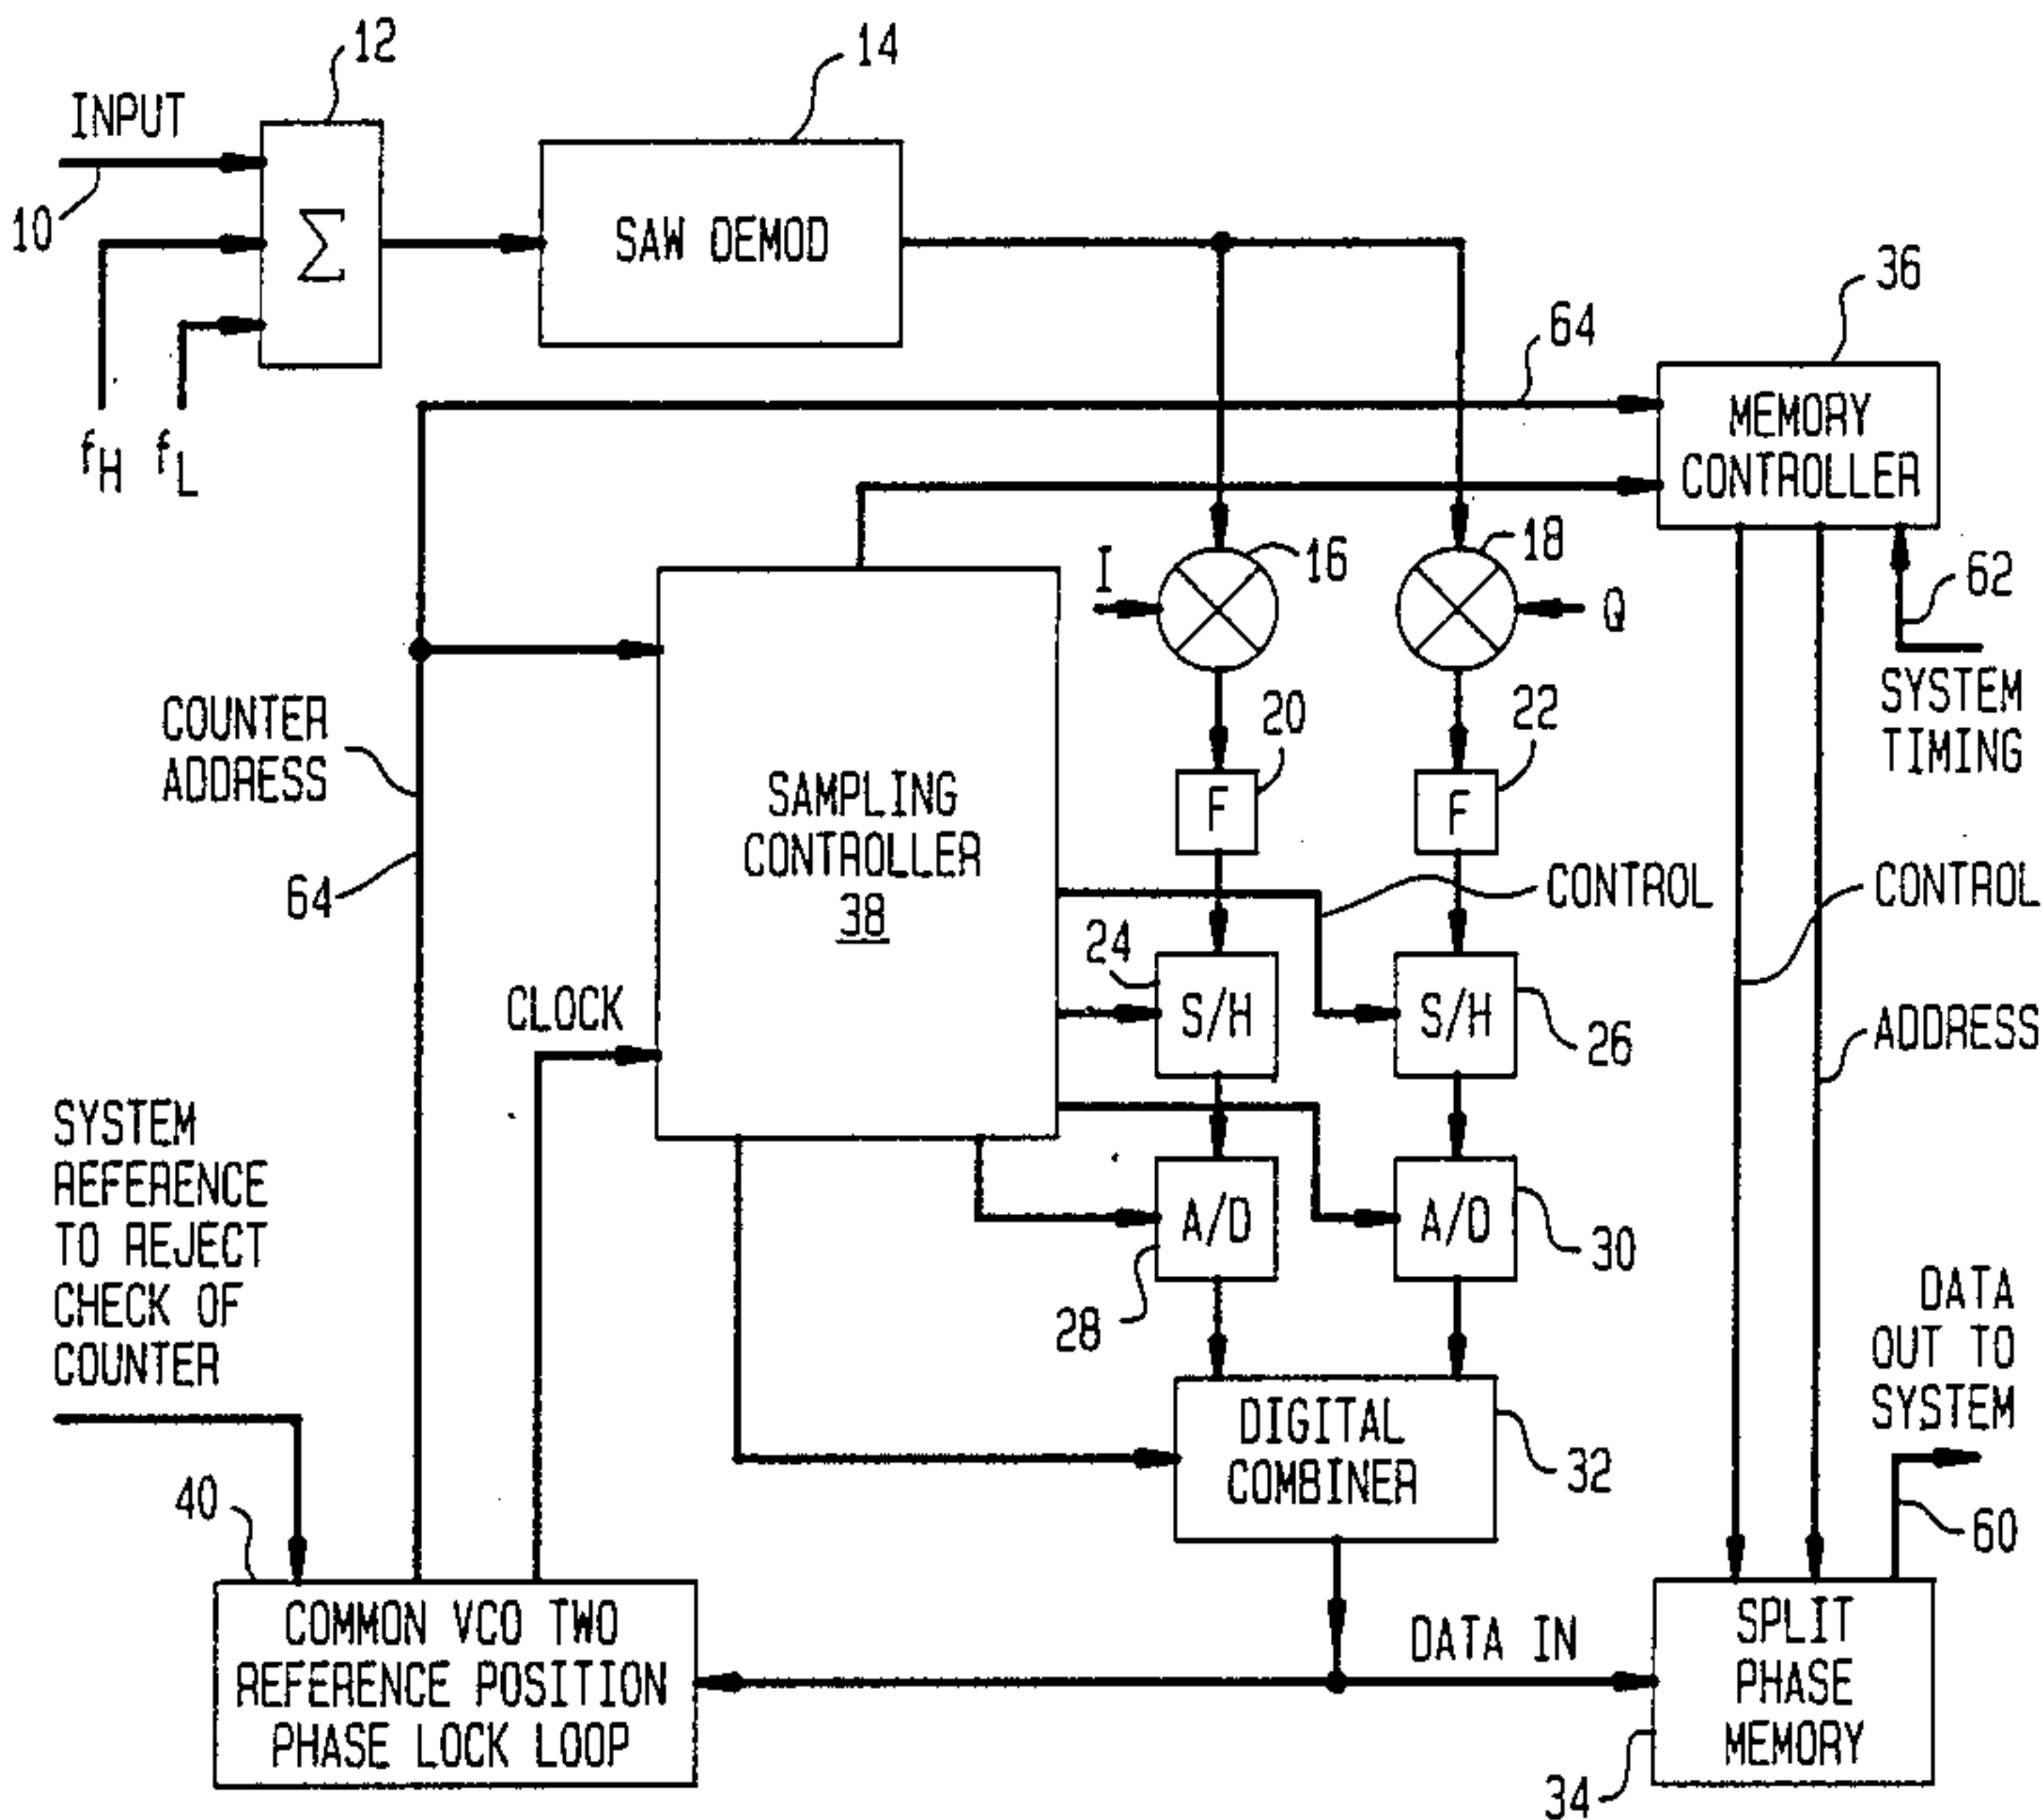 12
14
INPUT
10
Σ
SAW DEMOD
fH fL
64
36
MEMORY
CONTROLLER
I
16
18
Q
62
SYSTEM
TIMING
COUNTER
ADDRESS
64
SAMPLING
CONTROLLER
38
20
F
22
F
CONTROL
CONTROL
24
S/H
S/H
26
ADDRESS
CLOCK
SYSTEM
REFERENCE
TO REJECT
CHECK OF
COUNTER
A/D
28
A/D
30
DIGITAL
COMBINER
32
DATA
OUT TO
SYSTEM
60
40
COMMON VCO TWO
REFERENCE POSITION
PHASE LOCK LOOP
DATA IN
SPLIT
PHASE
MEMORY
34